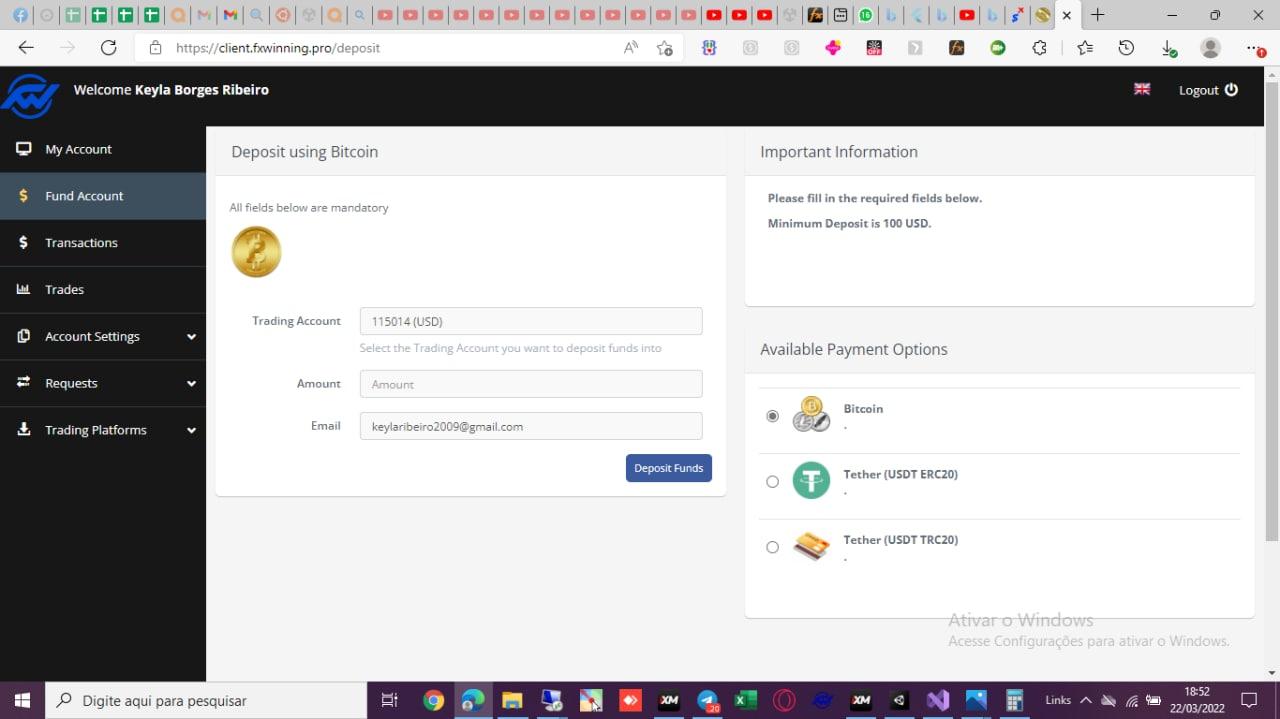 https://client.fxwinning.pro/deposit
Welcome Keyla Borges Ribeiro
Logout
My Account
Fund Account
Transactions
Trades
Account Settings
Requests
Trading Platforms
Deposit using Bitcoin
All fields below are mandatory
Trading Account
115014 (USD)
Select the Trading Account you want to deposit funds into
Amount
Amount
Email
keylaribeiro2009@gmail.com
Deposit Funds
Important Information
Please fill in the required fields below.
Minimum Deposit is 100 USD.
Available Payment Options
Bitcoin
.
Tether (USDT ERC20)
.
Tether (USDT TRC20)
.
Ativar o Windows
Acesse Configurações para ativar o Windows.
Digite aqui para pesquisar
XM
20
XM
Links
18:52
22/03/2022